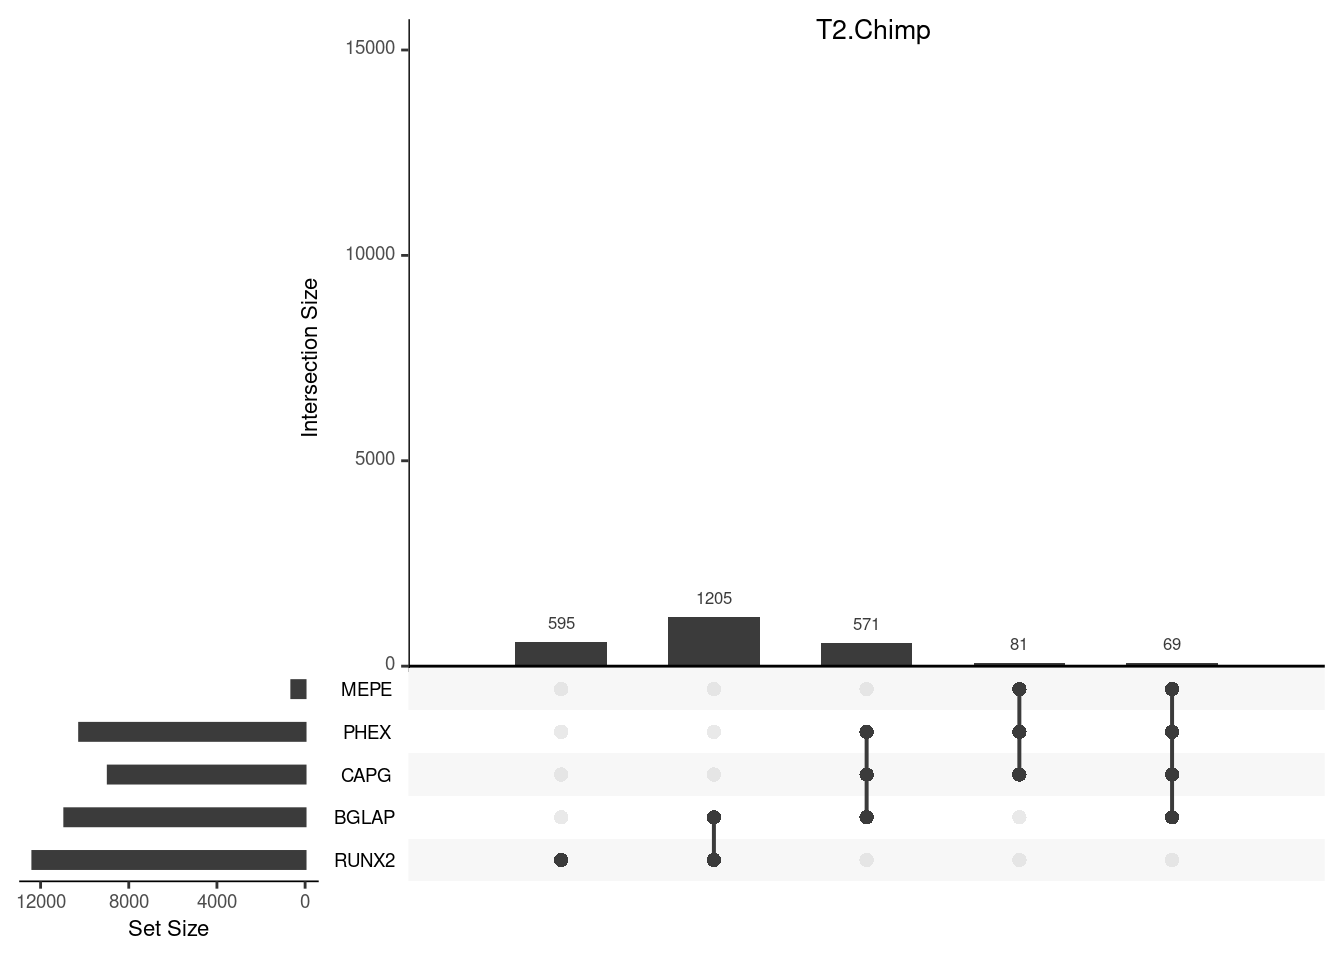 T2.Chimp
15000
10000
5000
0
Intersection Size
595
1205
571
81
69
MEPE
PHEX
CAPG
BGLAP
RUNX2
12000
8000
4000
0
Set Size